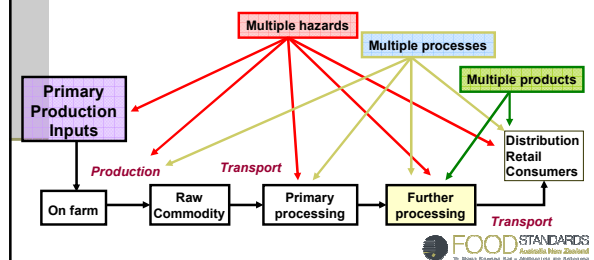 Multiple hazards
Multiple processes
Multiple products
Primary
Production
Inputs
Production
Transport
Distribution
Retail
Consumers
On farm
Raw
Commodity
Primary
processing
Further
processing
Transport
FOOD STANDARDS
Australia New Zealand